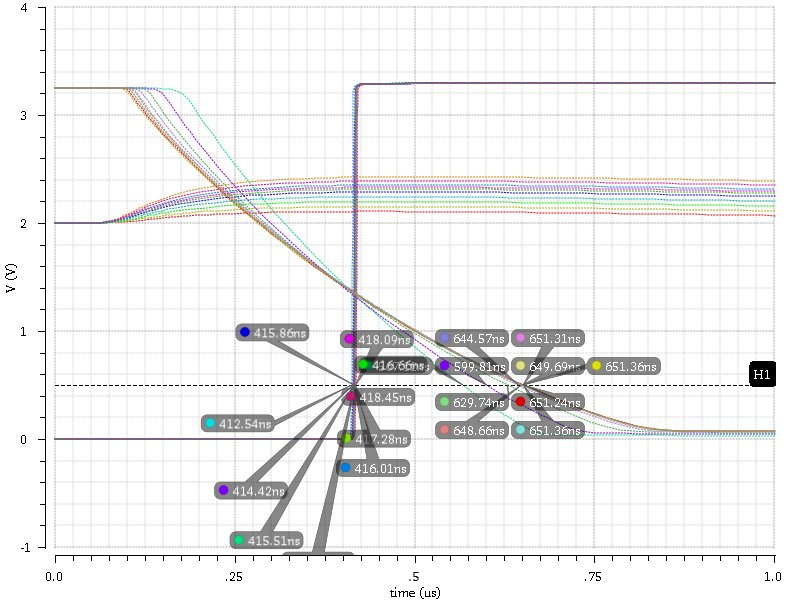 4
3
2
1
0
-1
V (V)
415.86ns
418.09ns
644.57ns
651.31ns
416.66ns
599.81ns
649.69ns
651.36ns
H1
418.45ns
629.74ns
651.24ns
412.54ns
417.28ns
648.66ns
651.36ns
416.01ns
414.42ns
415.51ns
0.0
.25
.5
.75
1.0
time (us)